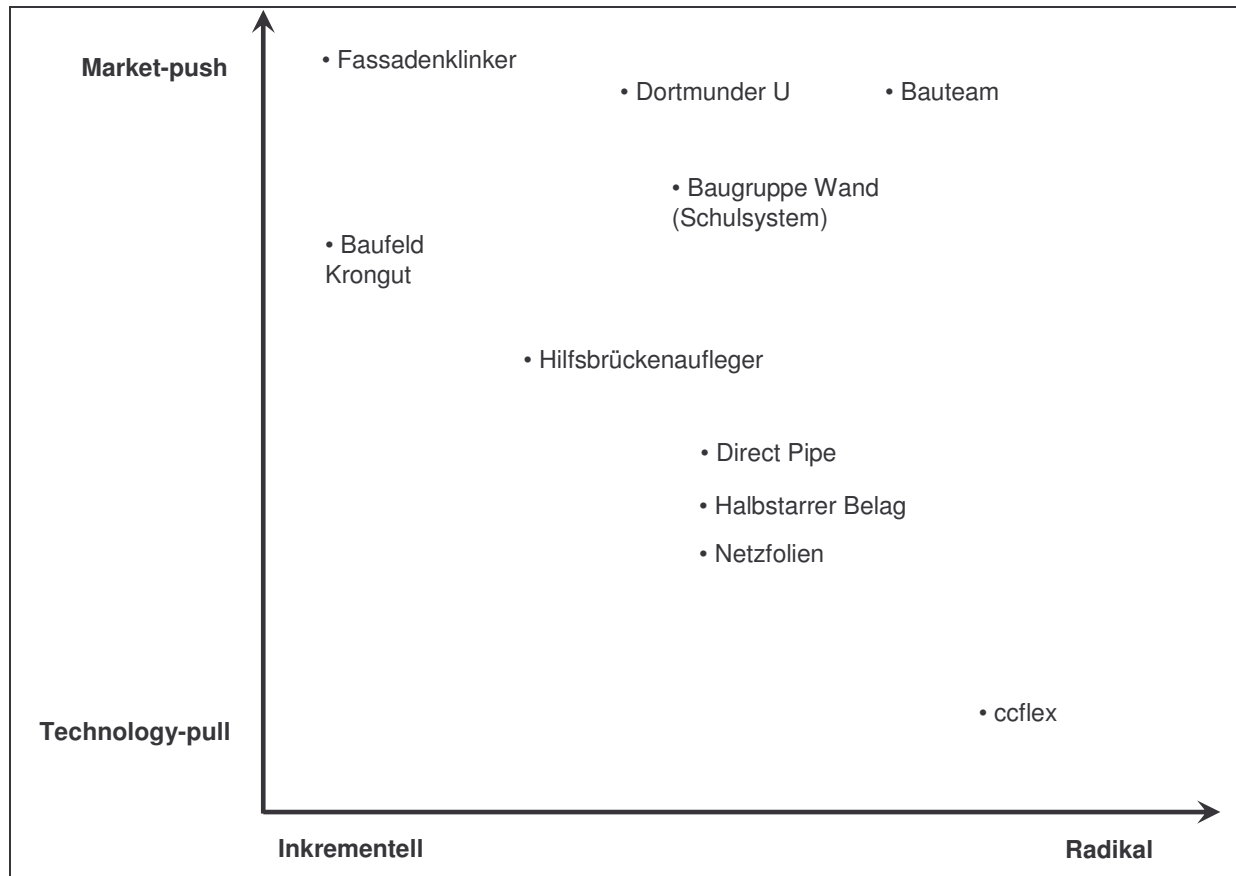 • Fassadenklinker
Market-push
• Dortmunder U
• Bauteam
• Baugruppe Wand
(Schulsystem)
• Baufeld
Krongut
• Hilfsbrückenaufleger
• Direct Pipe
• Halbstarrer Belag
• Netzfolien
• ccflex
Technology-pull
Inkrementell
Radikal